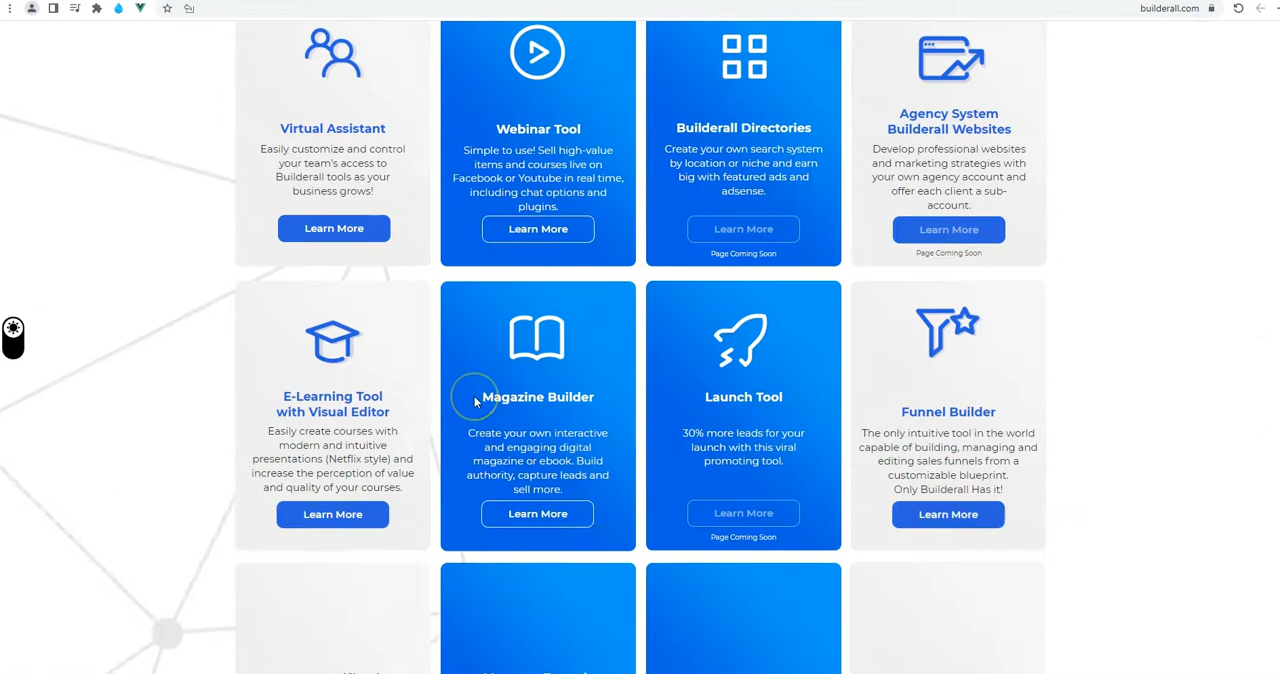 builderall.com
Virtual Assistant
Easily customize and control
your team's access to
Builderall tools as your
business grows!
Learn More
Webinar Tool
Simple to use! Sell high-value
items and courses live on
Facebook or Youtube in real time,
including chat options and
plugins.
Learn More
Builderall Directories
Create your own search system
by location or niche and earn
big with featured ads and
adsense.
Learn More
Page Coming Soon
Agency System
Builderall Websites
Develop professional websites
and marketing strategies with
your own agency account and
offer each client a sub-
account.
Learn More
Page Coming Soon
E-Learning Tool
with Visual Editor
Easily create courses with
modern and intuitive
presentations (Netflix style) and
increase the perception of value
and quality of your courses.
Learn More
Magazine Builder
Create your own interactive
and engaging digital
magazine or ebook. Build
authority, capture leads and
sell more.
Learn More
Launch Tool
30% more leads for your
launch with this viral
promoting tool.
Learn More
Page Coming Soon
Funnel Builder
The only intuitive tool in the world
capable of building, managing and
editing sales funnels from a
customizable blueprint.
Only Builderall Has it!
Learn More